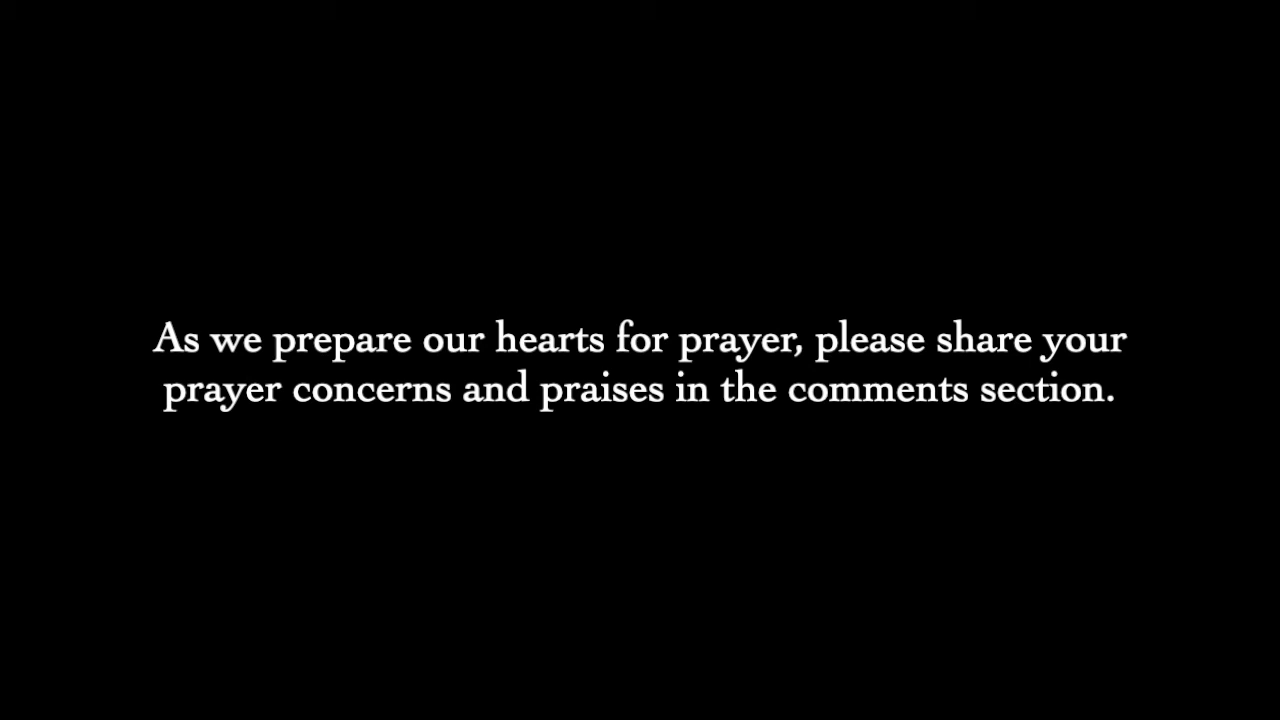 As we prepare our hearts for prayer, please share your
prayer concerns and praises in the comments section.